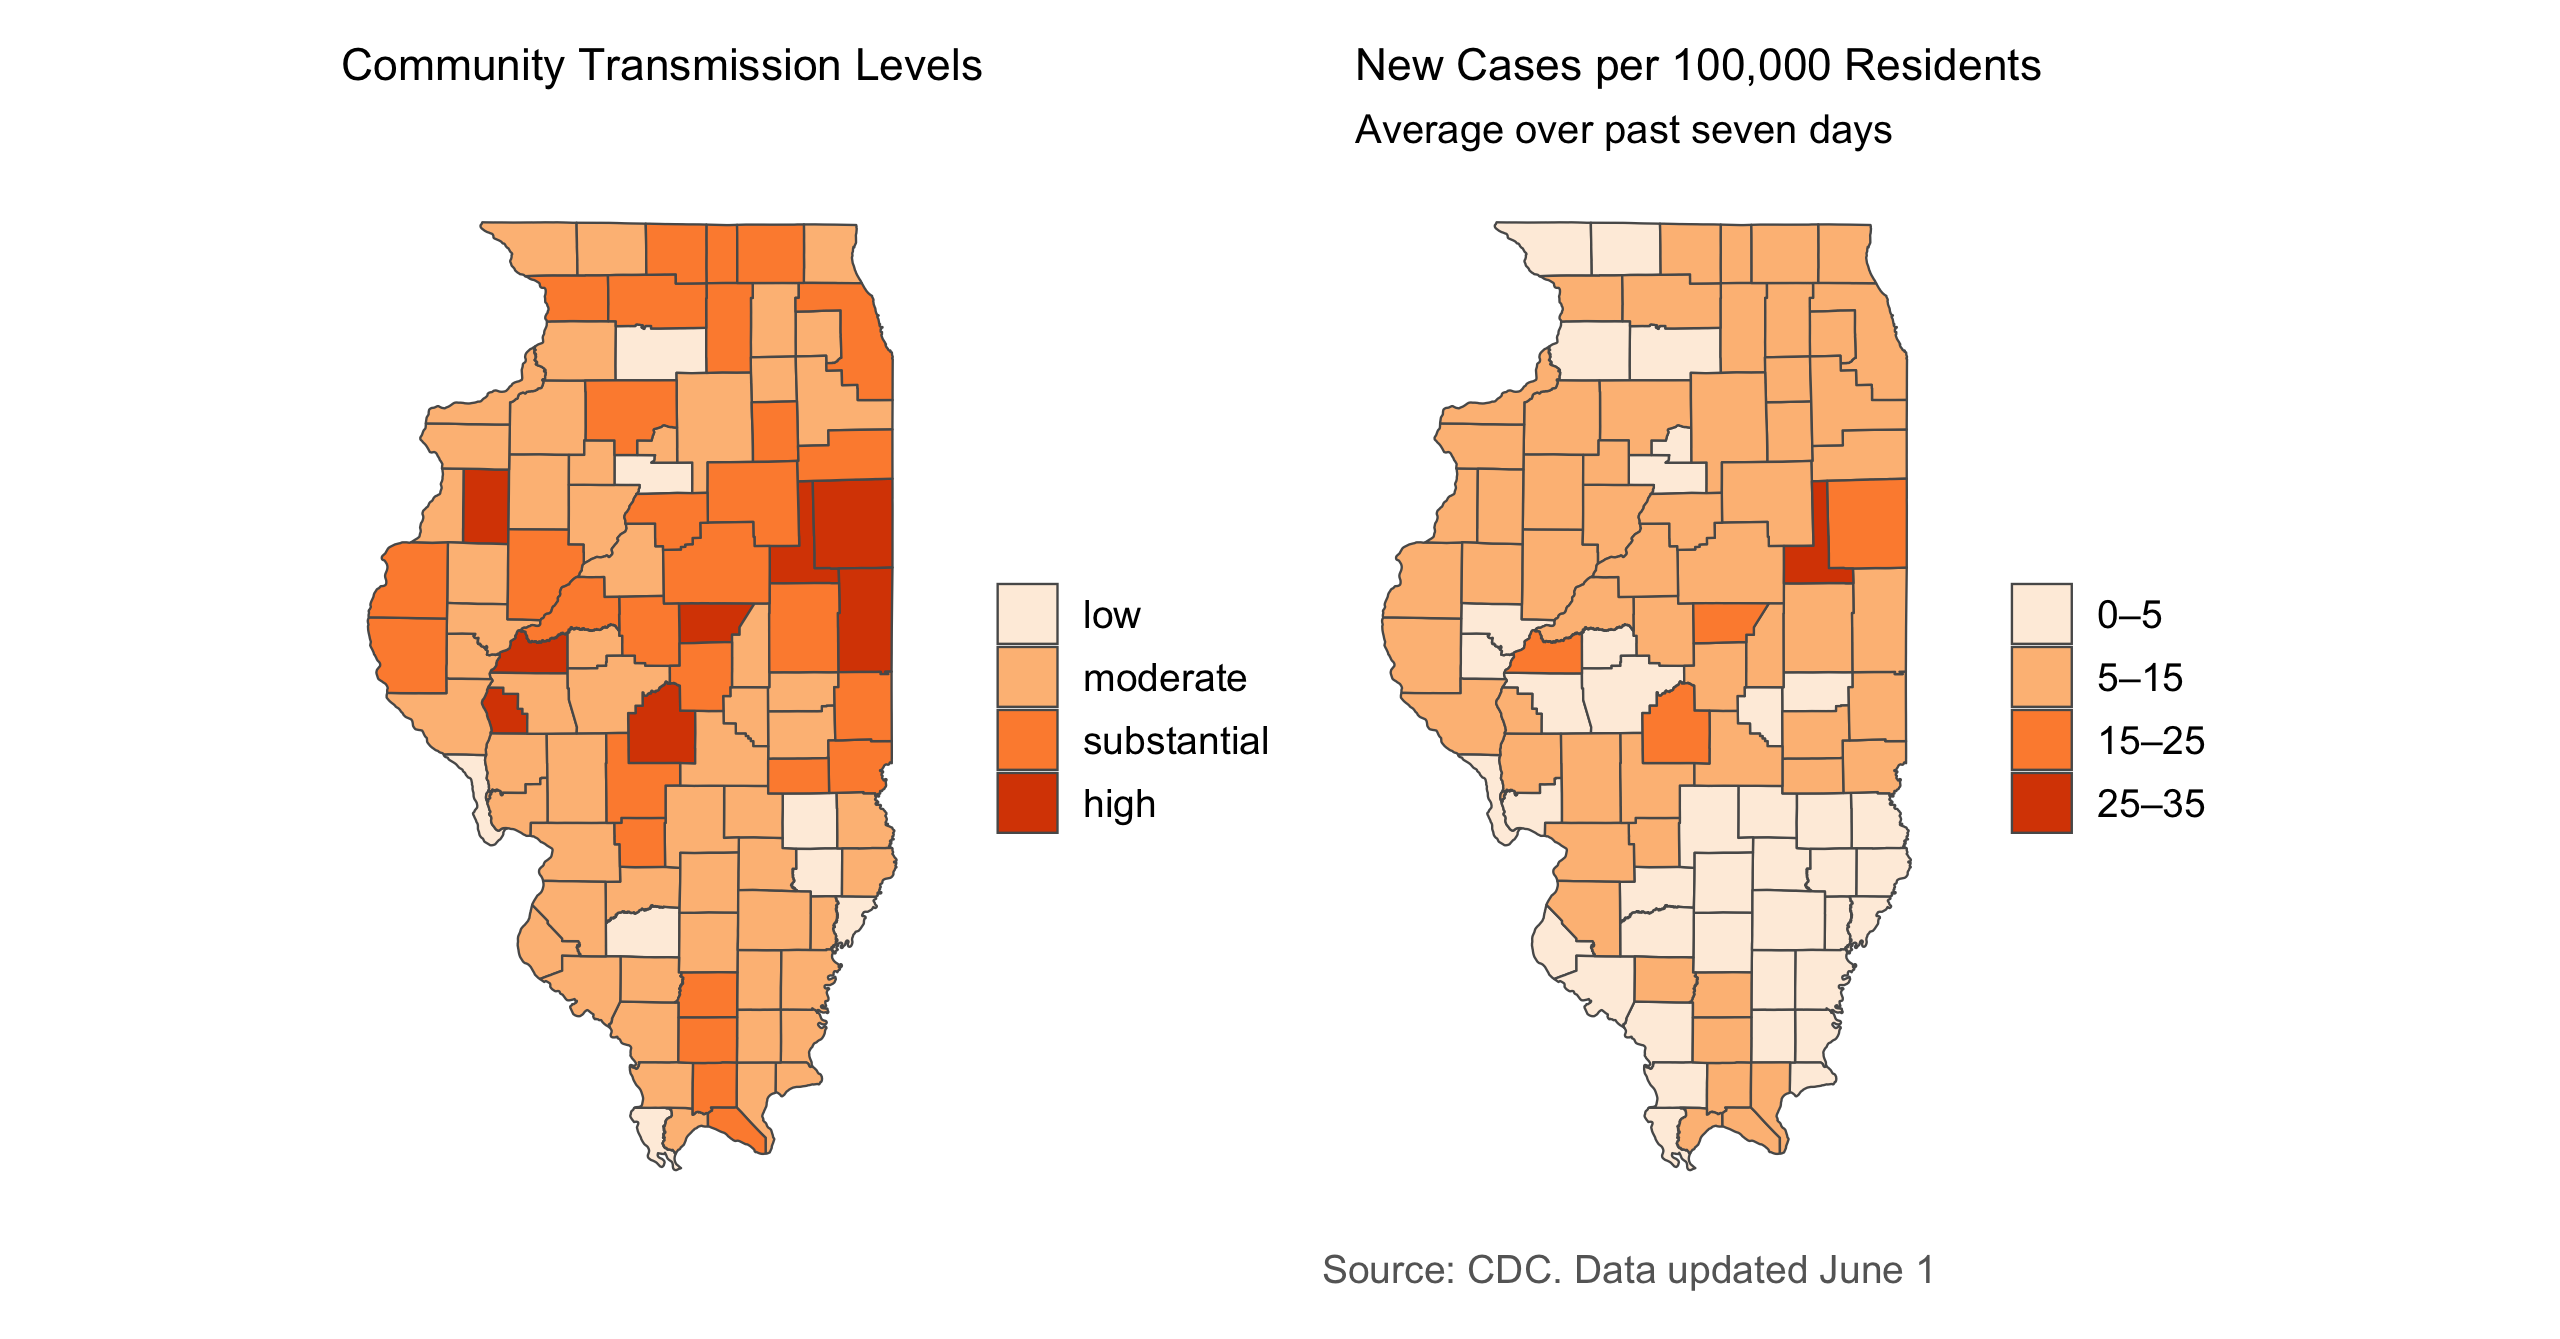 Community Transmission Levels
New Cases per 100,000 Residents
Average over past seven days
low
moderate
substantial
high
0–5
5–15
15–25
25–35
Source: CDC. Data updated June 1